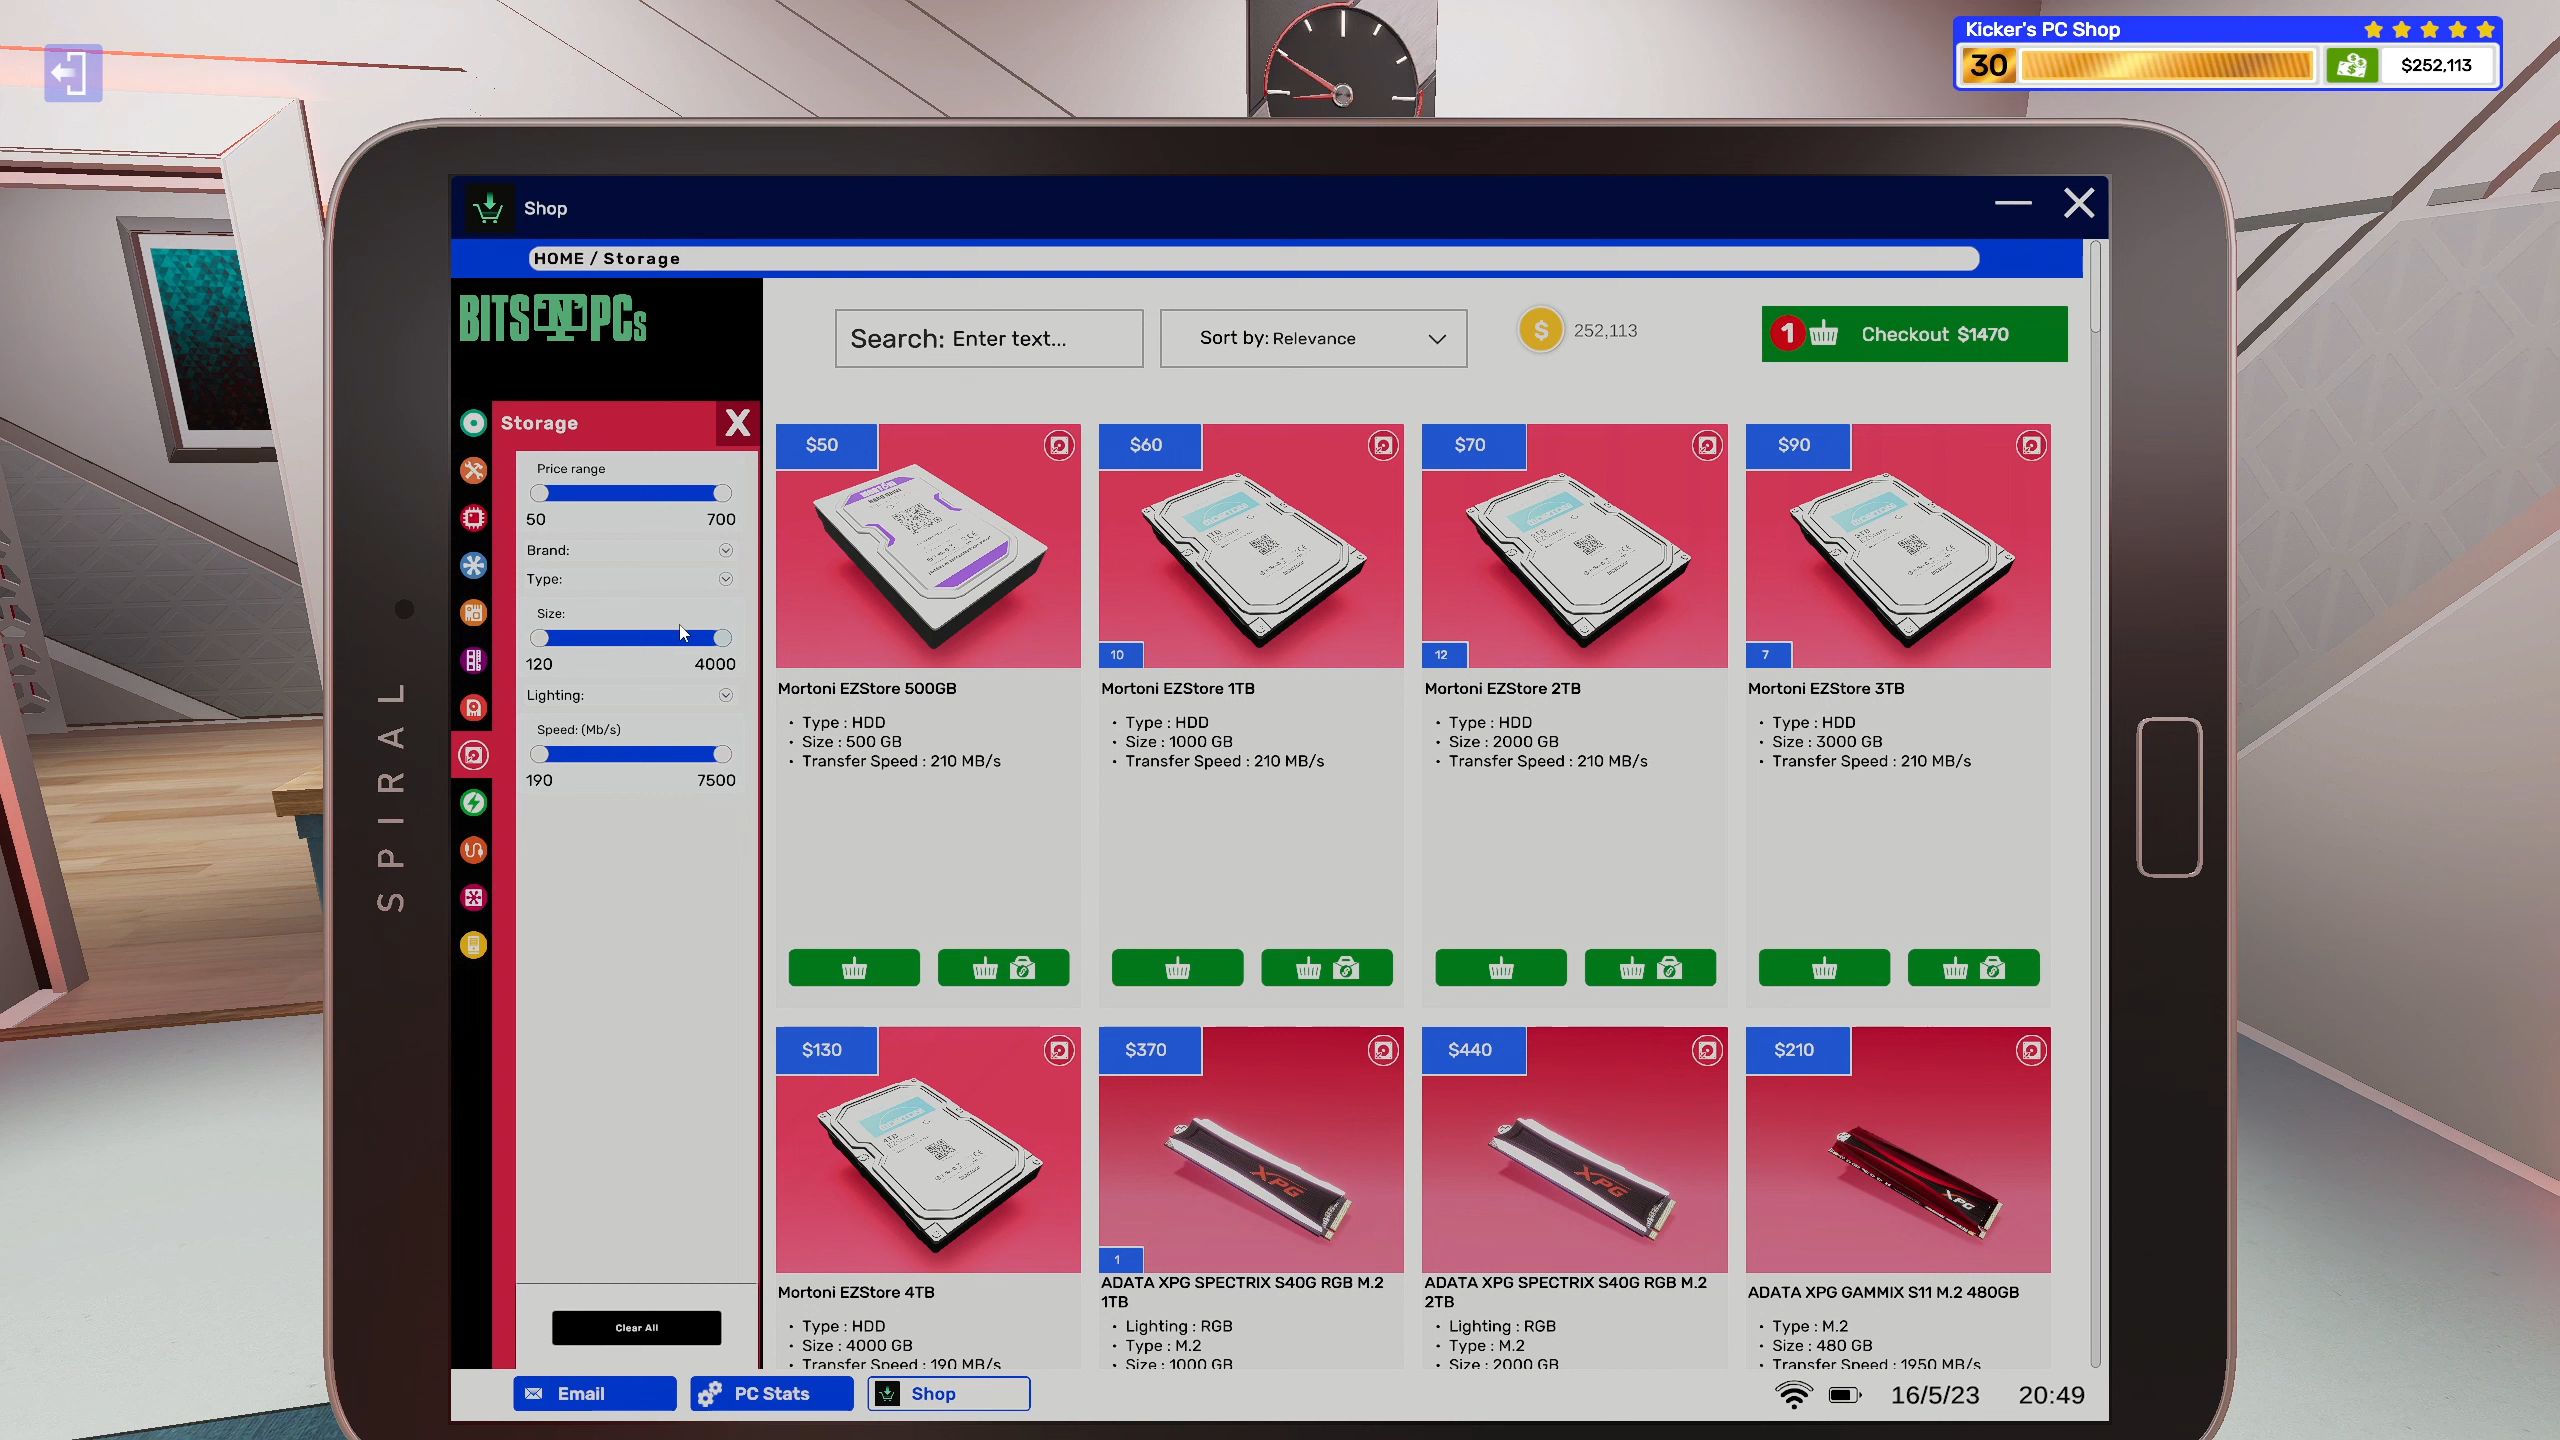 Kicker's PC Shop
30
$252,113
Shop
HOME / Storage
BITS EN PCs
Search: Enter text...
Sort by: Relevance
$
252,113
1
Checkout $1470
Storage
X
Price range
50
700
Brand:
Type:
Size:
120
4000
Lighting:
Speed: (Mb/s)
190
7500
Clear All
SPIRAL
$50
Mortoni EZStore 500GB
• Type : HDD
• Size : 500 GB
• Transfer Speed : 210 MB/s
$60
10
Mortoni EZStore 1TB
• Type : HDD
• Size : 1000 GB
• Transfer Speed : 210 MB/s
$70
12
Mortoni EZStore 2TB
• Type : HDD
• Size : 2000 GB
• Transfer Speed : 210 MB/s
$90
7
Mortoni EZStore 3TB
• Type : HDD
• Size : 3000 GB
• Transfer Speed : 210 MB/s
$130
MORTONI
4TB
EZStore
Mortoni EZStore 4TB
• Type : HDD
• Size : 4000 GB
• Transfer Speed : 190 MB/s
$370
XPG
1
ADATA XPG SPECTRIX S40G RGB M.2
1TB
• Lighting : RGB
• Type : M.2
• Size : 1000 GB
$440
XPG
ADATA XPG SPECTRIX S40G RGB M.2
2TB
• Lighting : RGB
• Type : M.2
• Size : 2000 GB
$210
XPG
ADATA XPG GAMMIX S11 M.2 480GB
• Type : M.2
• Size : 480 GB
• Transfer Speed : 1950 MB/s
Email
PC Stats
Shop
16/5/23
20:49